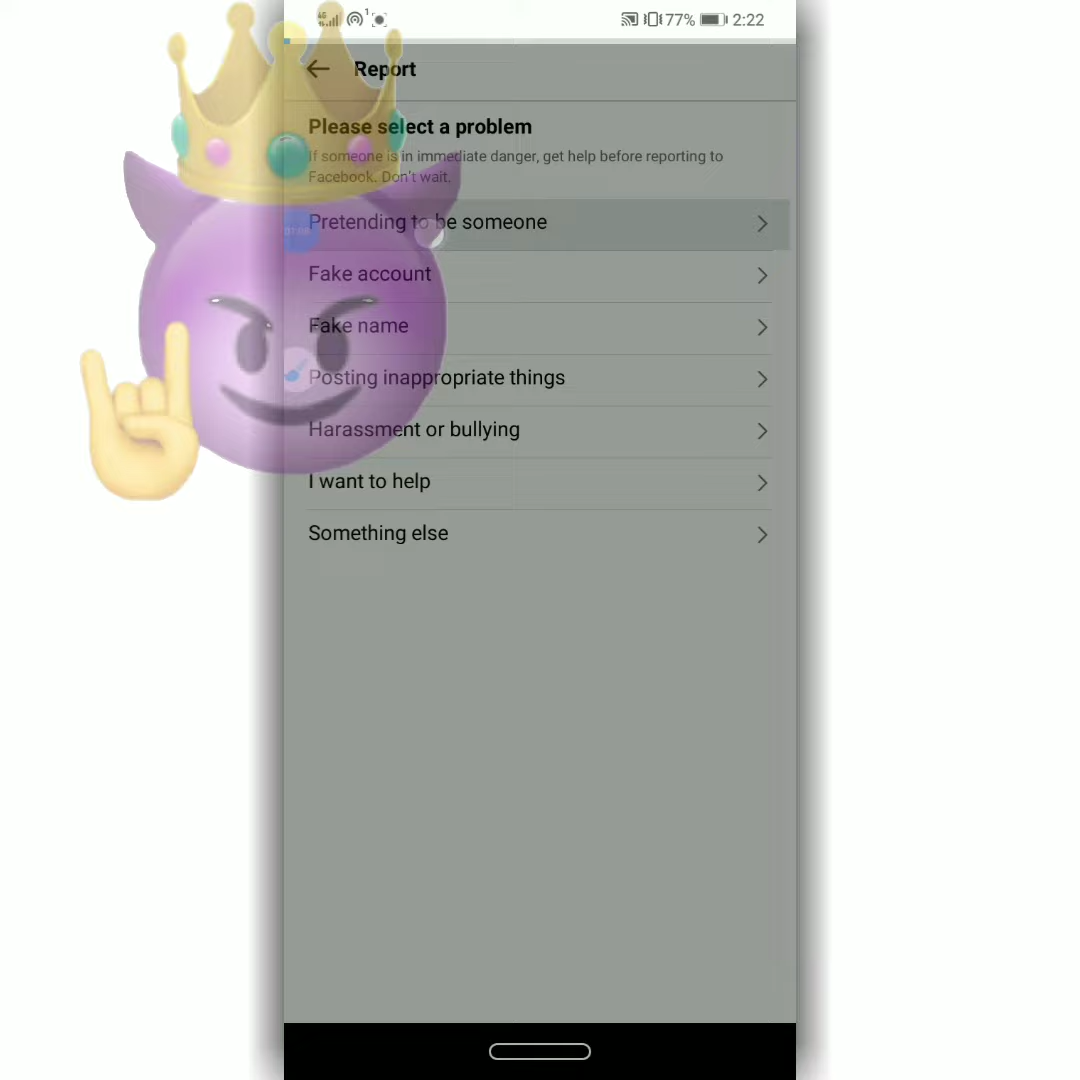 4G
1
77% 2:22
Report
Please select a problem
If someone is in immediate danger, get help before reporting to
Facebook. Don't wait.
Pretending to be someone
Fake account
Fake name
Posting inappropriate things
Harassment or bullying
I want to help
Something else